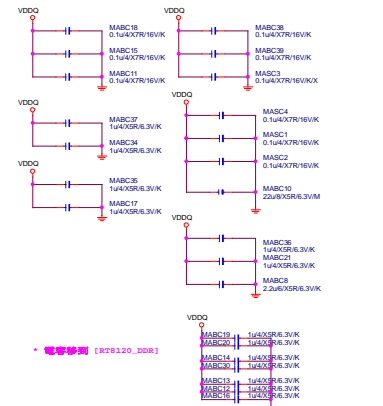 VDDQ
MABC18
0.1u/4/X7R/16V/K
MABC15
0.1u/4/X7R/16V/K
MABC11
0.1u/4/X7R/16V/K
VDDQ
MABC38
0.1u/4/X7R/16V/K
MABC39
0.1u/4/X7R/16V/K
MASC3
0.1u/4/X7R/16V/K/X
VDDQ
MABC37
1u/4/X5R/6.3V/K
MABC34
1u/4/X5R/6.3V/K
VDDQ
MABC35
1u/4/X5R/6.3V/K
MABC17
1u/4/X5R/6.3V/K
VDDQ
MASC4
0.1u/4/X7R/16V/K
MASC1
0.1u/4/X7R/16V/K
MASC2
0.1u/4/X7R/16V/K
MABC10
22u/8/X5R/6.3V/M
VDDQ
MABC36
1u/4/X5R/6.3V/K
MABC21
1u/4/X5R/6.3V/K
MABC8
2.2u/6/X5R/6.3V/K
VDDQ
MABC19 1u/4/X5R/6.3V/K
MABC20 1u/4/X5R/6.3V/K
MABC14 1u/4/X5R/6.3V/K
MABC30 1u/4/X5R/6.3V/K
MABC13 1u/4/X5R/6.3V/K
MABC12 1u/4/X5R/6.3V/K
MABC16 1u/4/X5R/6.3V/K
* 電容移到 [RT8120_DDR]